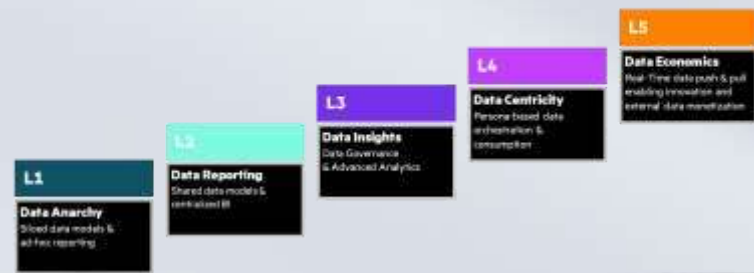 L1
Data Anarchy
Siloed data models &
ad-hoc reporting
L2
Data Reporting
Shared data models &
centralized BI
L3
Data Insights
Data Governance
& Advanced Analytics
L4
Data Centricity
Persona-based data
orchestration &
consumption
L5
Data Economics
Real-Time data push & pull
enabling innovation and
external data monetization